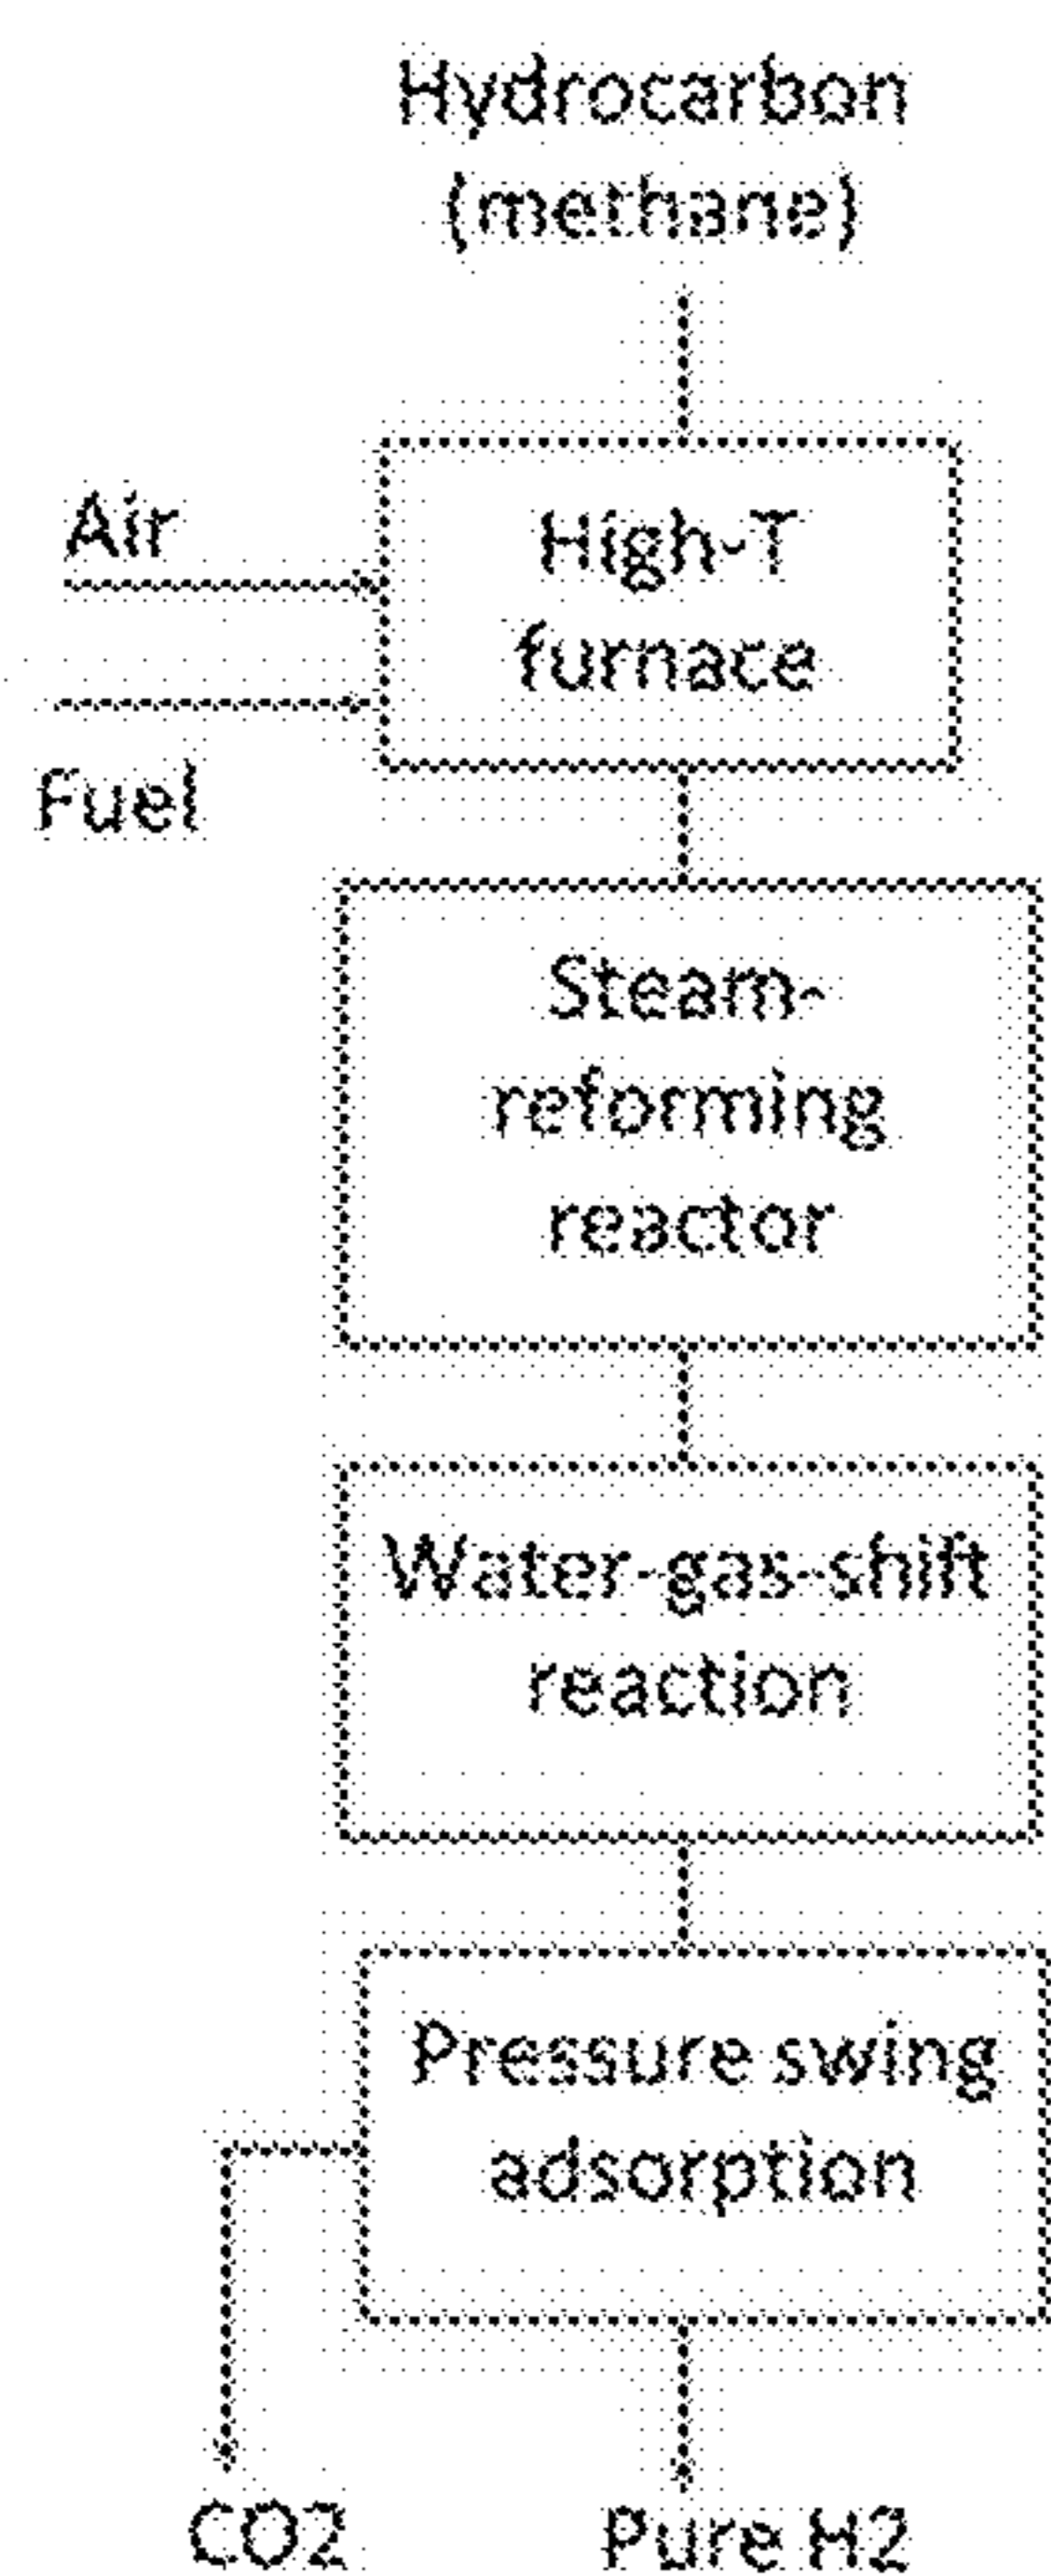 Hydrocarbon
(methane)
Air
High-T
furnace
Fuel
Steam-
reforming
reactor
Water-gas-shift
reaction
Pressure swing
adsorption
CO2
Pure H2